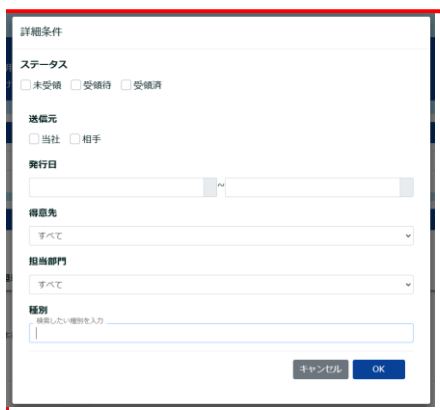 詳細条件
ステータス
未受領 受領待 受領済
送信元
当社 相手
発行日
~
得意先
すべて
担当部門
すべて
種別
検索したい種別を入力
キャンセル OK